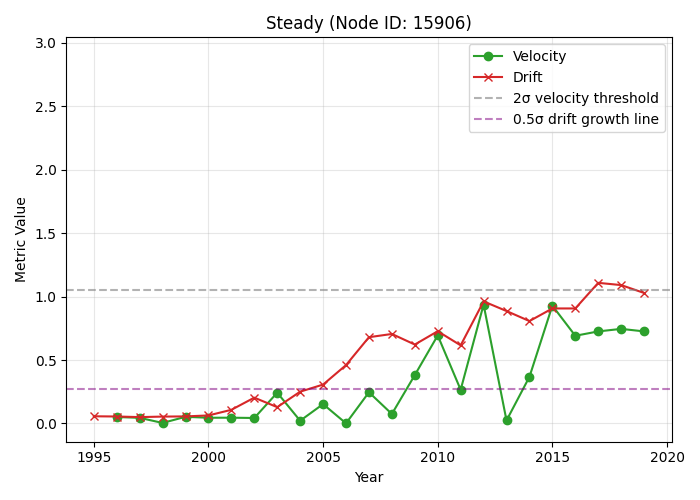 Steady (Node ID: 15906)
Velocity
Drift
2σ velocity threshold
0.5σ drift growth line
Metric Value
3.0
2.5
2.0
1.5
1.0
0.5
0.0
1995 2000 2005 2010 2015 2020
Year